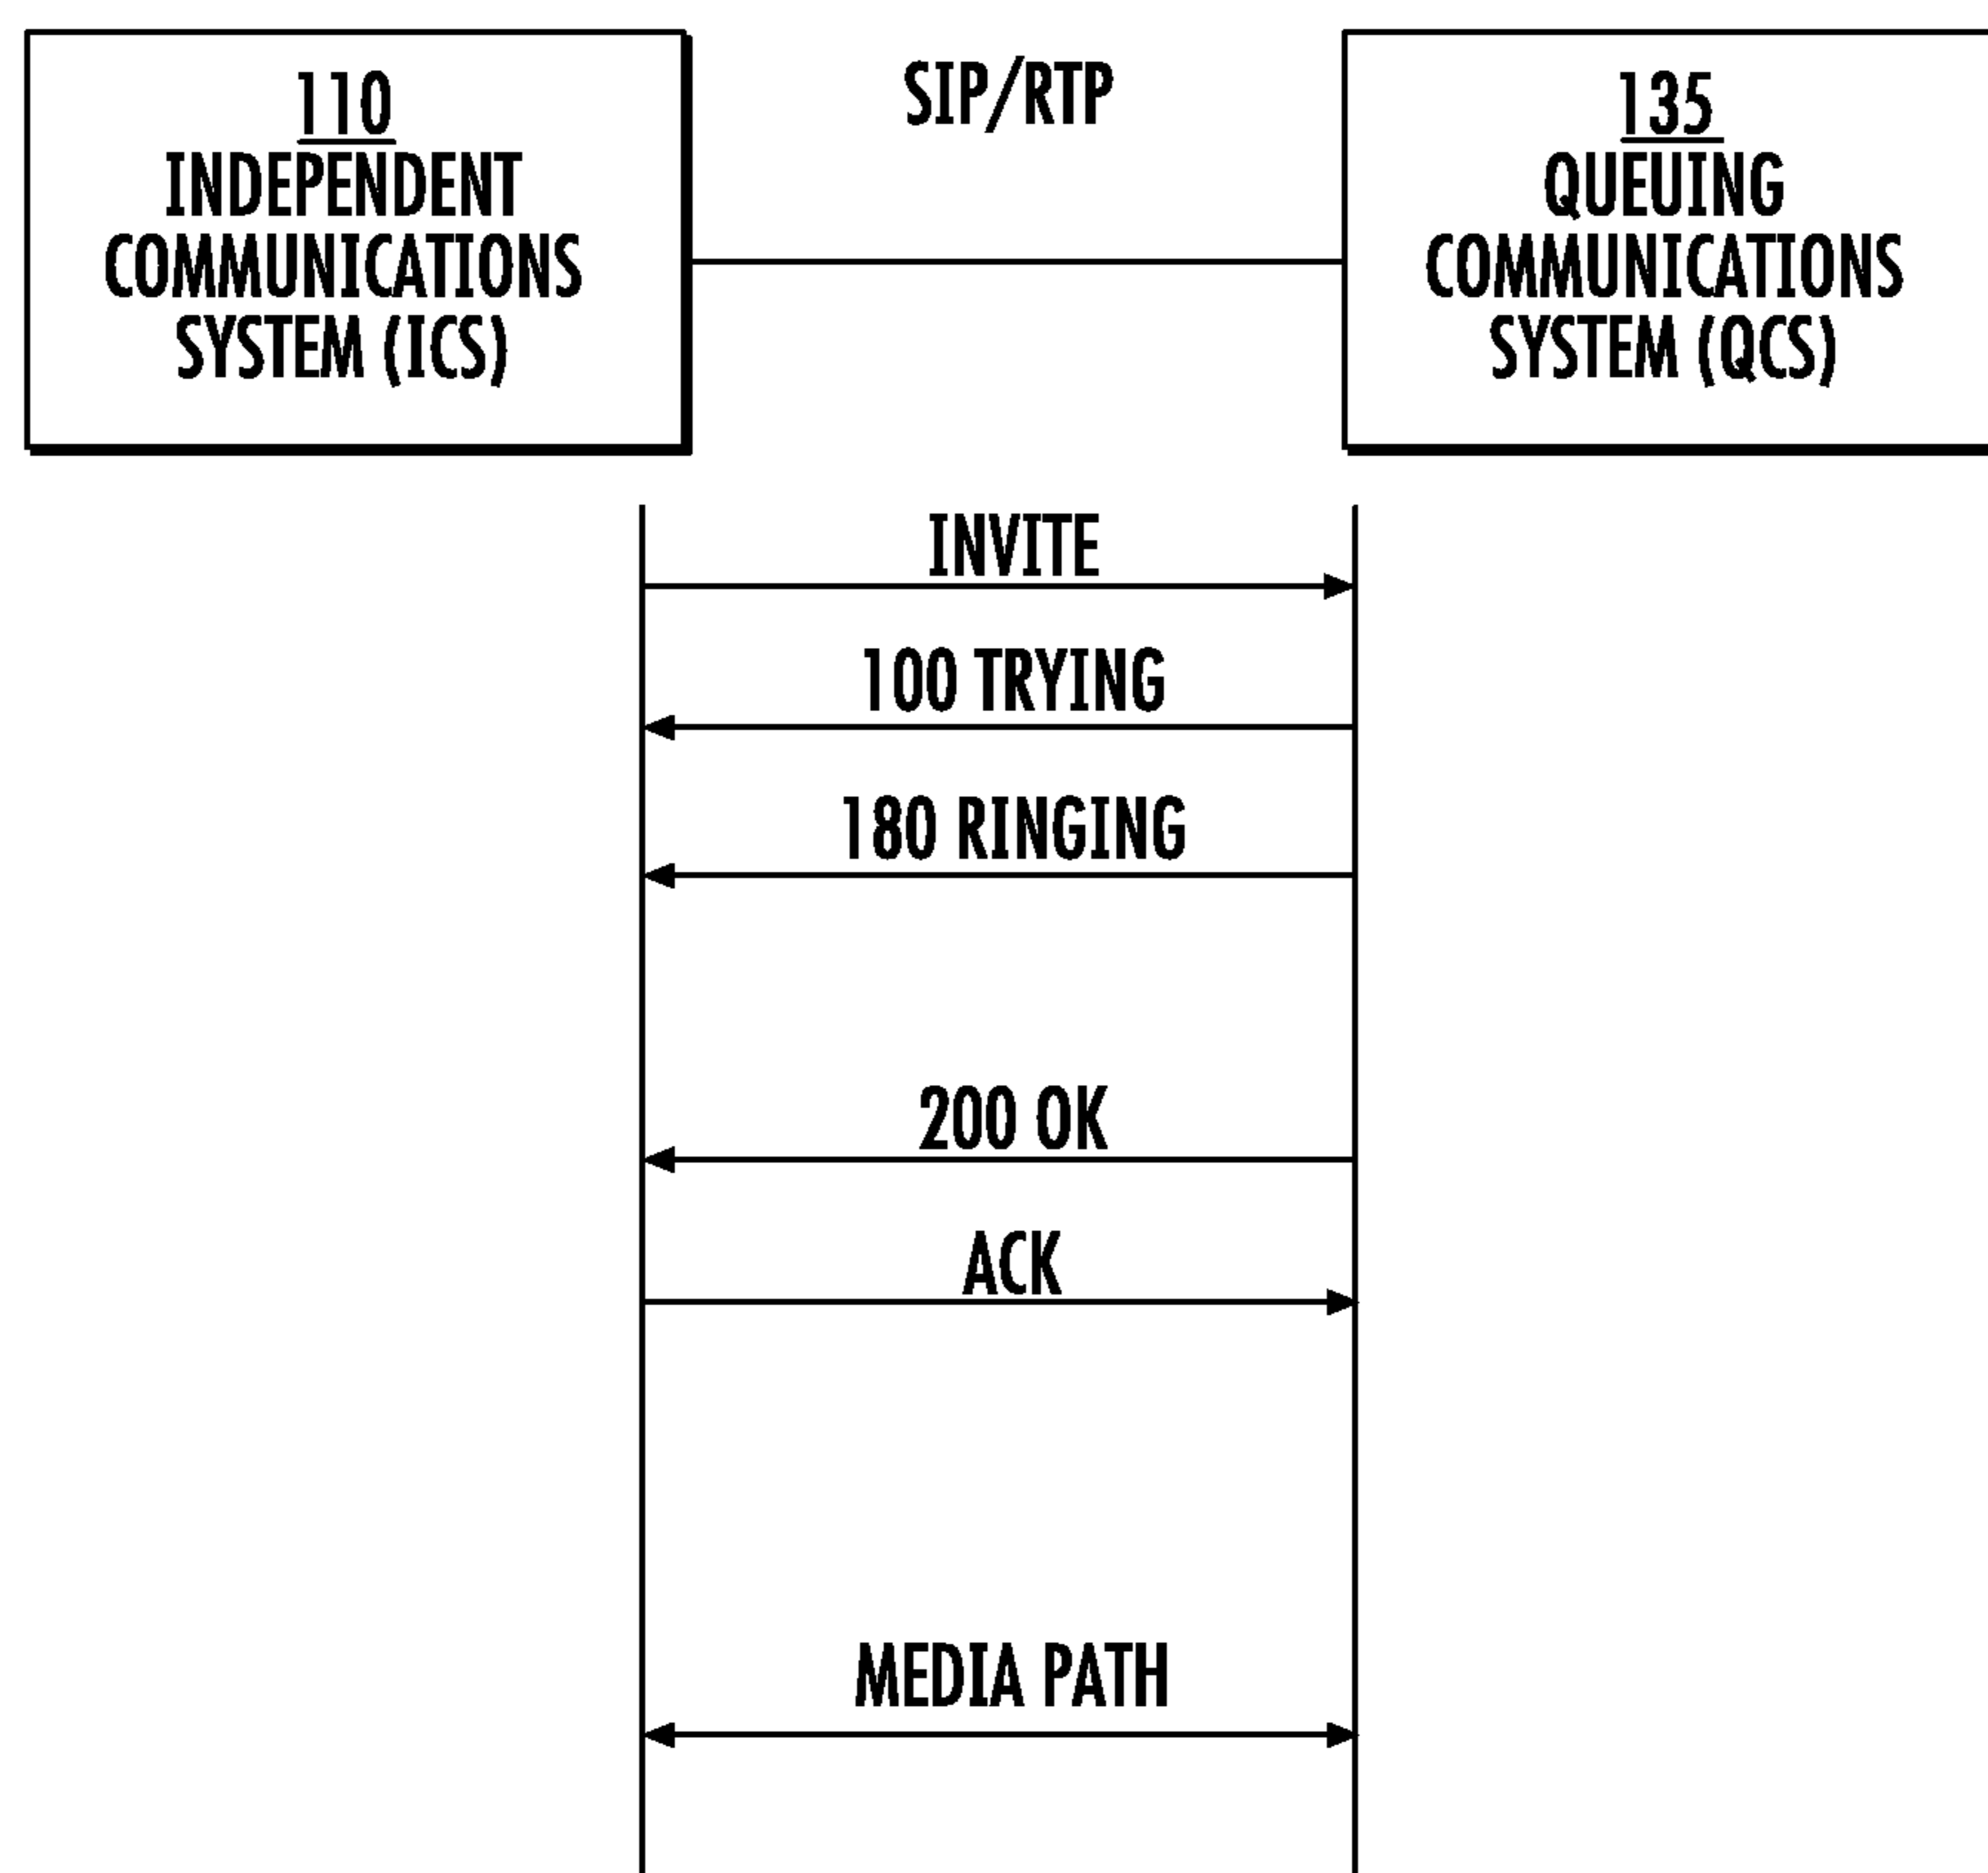 110
INDEPENDENT
COMMUNICATIONS
SYSTEM (ICS)
SIP/RTP
135
QUEUING
COMMUNICATIONS
SYSTEM (QCS)
INVITE
100 TRYING
180 RINGING
200 OK
ACK
MEDIA PATH